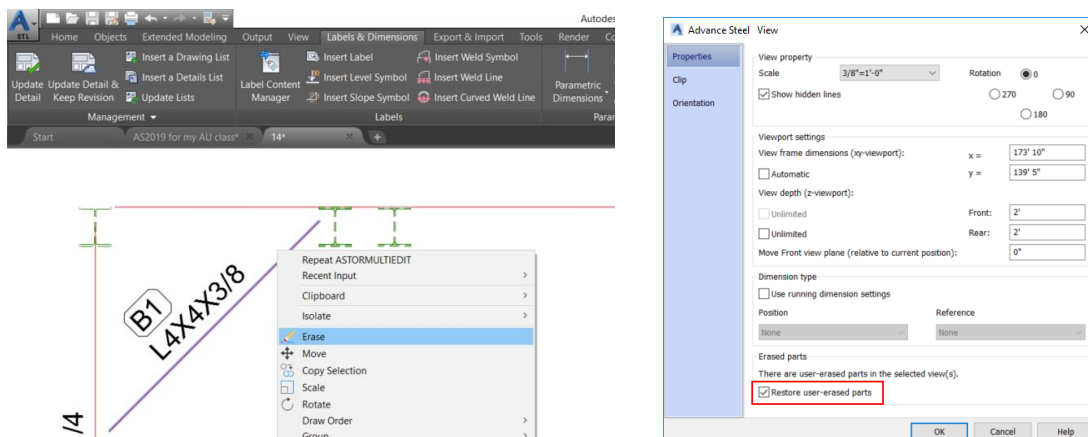 Autodes
STL Home Objects Extended Modeling Output View Labels & Dimensions Export & Import Tools Render Co
Update Detail
Update Detail & Keep Revision
Insert a Drawing List
Insert a Details List
Update Lists
Management
Label Content Manager
Insert Label
Insert Level Symbol
Insert Slope Symbol
Insert Weld Symbol
Insert Weld Line
Insert Curved Weld Line
Labels
Parametric Dimensions
Paran
Start AS2019 for my AU class* 14*
B1
L4X4X3/8
/4
Repeat ASTORMULTIEDIT
Recent Input
Clipboard
Isolate
Erase
Move
Copy Selection
Scale
Rotate
Draw Order
Group
Advance Steel View
Properties
Clip
Orientation
View property
Scale 3/8"=1'-0" Rotation 0
Show hidden lines 270 90
180
Viewport settings
View frame dimensions (xy-viewport): x = 173' 10"
Automatic y = 139' 5"
View depth (z-viewport):
Unlimited Front: 2'
Unlimited Rear: 2'
Move Front view plane (relative to current position): 0"
Dimension type
Use running dimension settings
Position Reference
None None
Erased parts
There are user-erased parts in the selected view(s).
Restore user-erased parts
OK Cancel Help